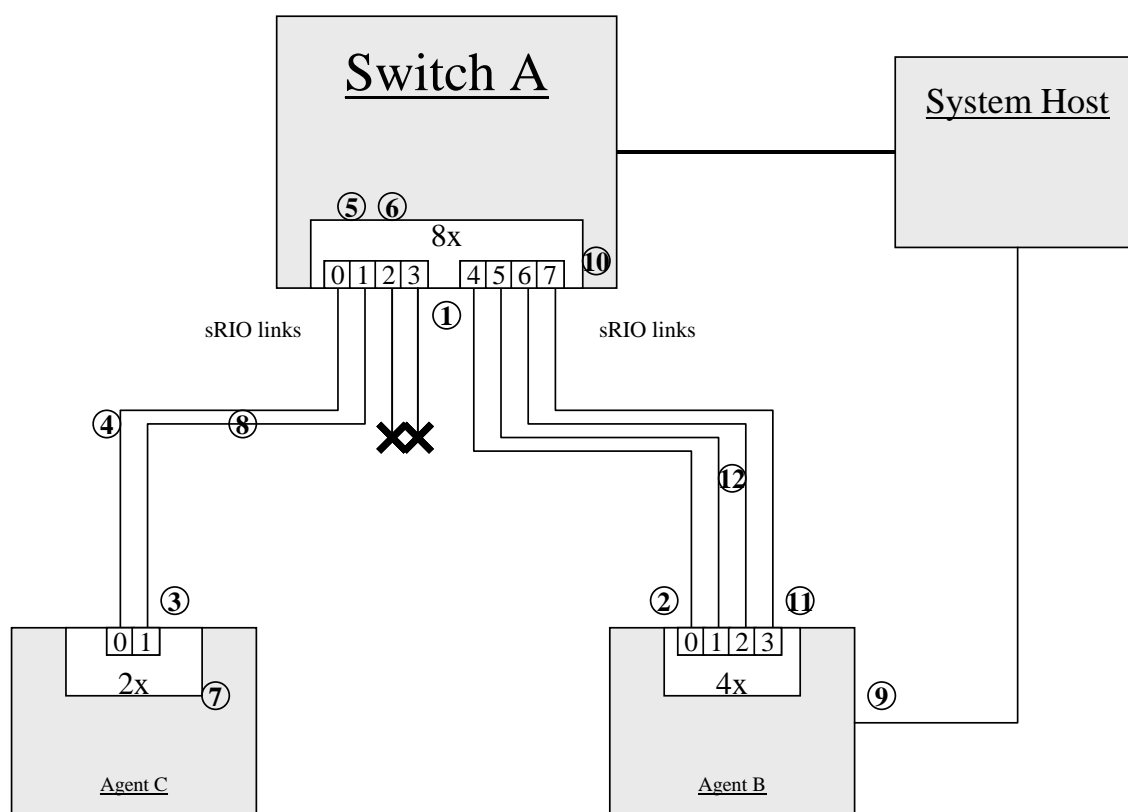 Switch A
System Host
5 6
8x
10
0 1 2 3 4 5 6 7
1
sRIO links sRIO links
4 8
12
3 2 11
0 1 0 1 2 3
2x 4x
7 9
Agent C Agent B